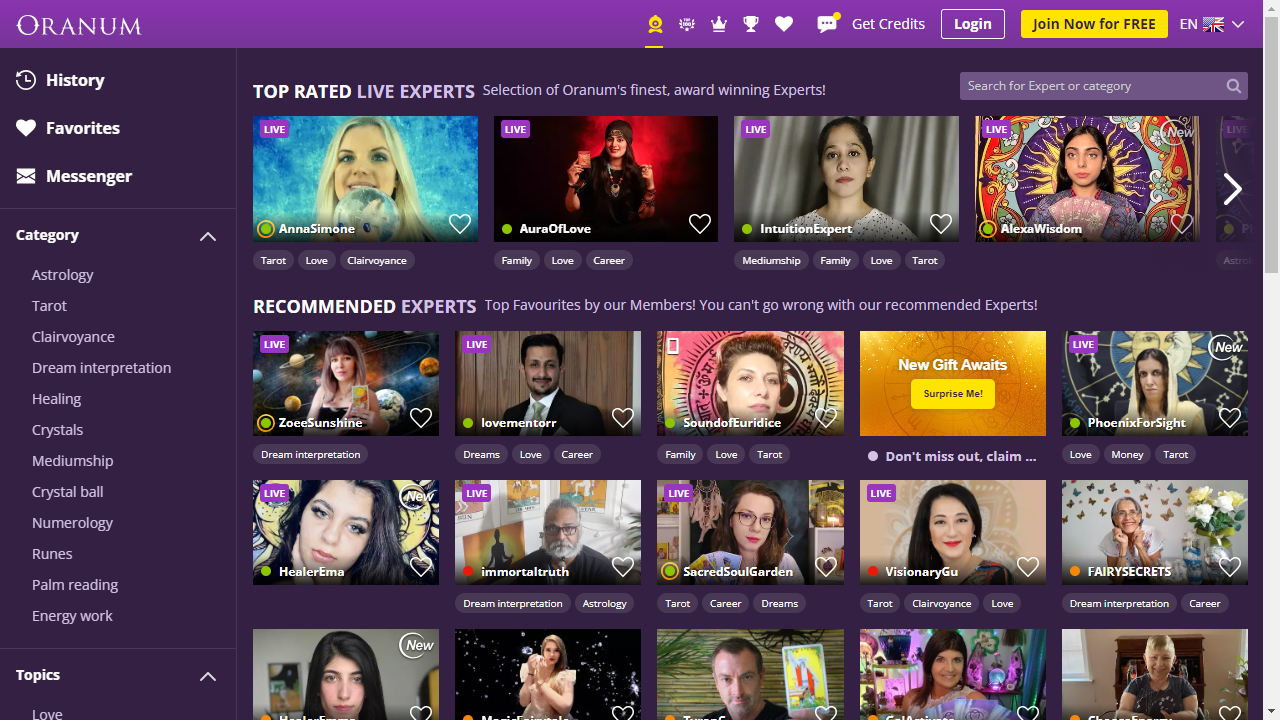 ORANUM
Get Credits
Login
Join Now for FREE
EN
History
Favorites
Messenger
Category
Astrology
Tarot
Clairvoyance
Dream interpretation
Healing
Crystals
Mediumship
Crystal ball
Numerology
Runes
Palm reading
Energy work
Topics
Love
TOP RATED LIVE EXPERTS Selection of Oranum's finest, award winning Experts!
Search for Expert or category
LIVE
AnnaSimone
Tarot Love Clairvoyance
LIVE
AuraOfLove
Family Love Career
LIVE
IntuitionExpert
Mediumship Family Love Tarot
LIVE
New
AlexaWisdom
LIVE
RECOMMENDED EXPERTS Top Favourites by our Members! You can't go wrong with our recommended Experts!
LIVE
ZoeeSunshine
Dream interpretation
LIVE
lovementorr
Dreams Love Career
SoundofEuridice
Family Love Tarot
New Gift Awaits
Surprise Me!
Don't miss out, claim ...
LIVE
New
PhoenixForSight
Love Money Tarot
LIVE
New
HealerEma
LIVE
immortaltruth
Dream interpretation Astrology
LIVE
SacredSoulGarden
Tarot Career Dreams
LIVE
VisionaryGu
Tarot Clairvoyance Love
FAIRYSECRETS
Dream interpretation Career
New
HealerEmma